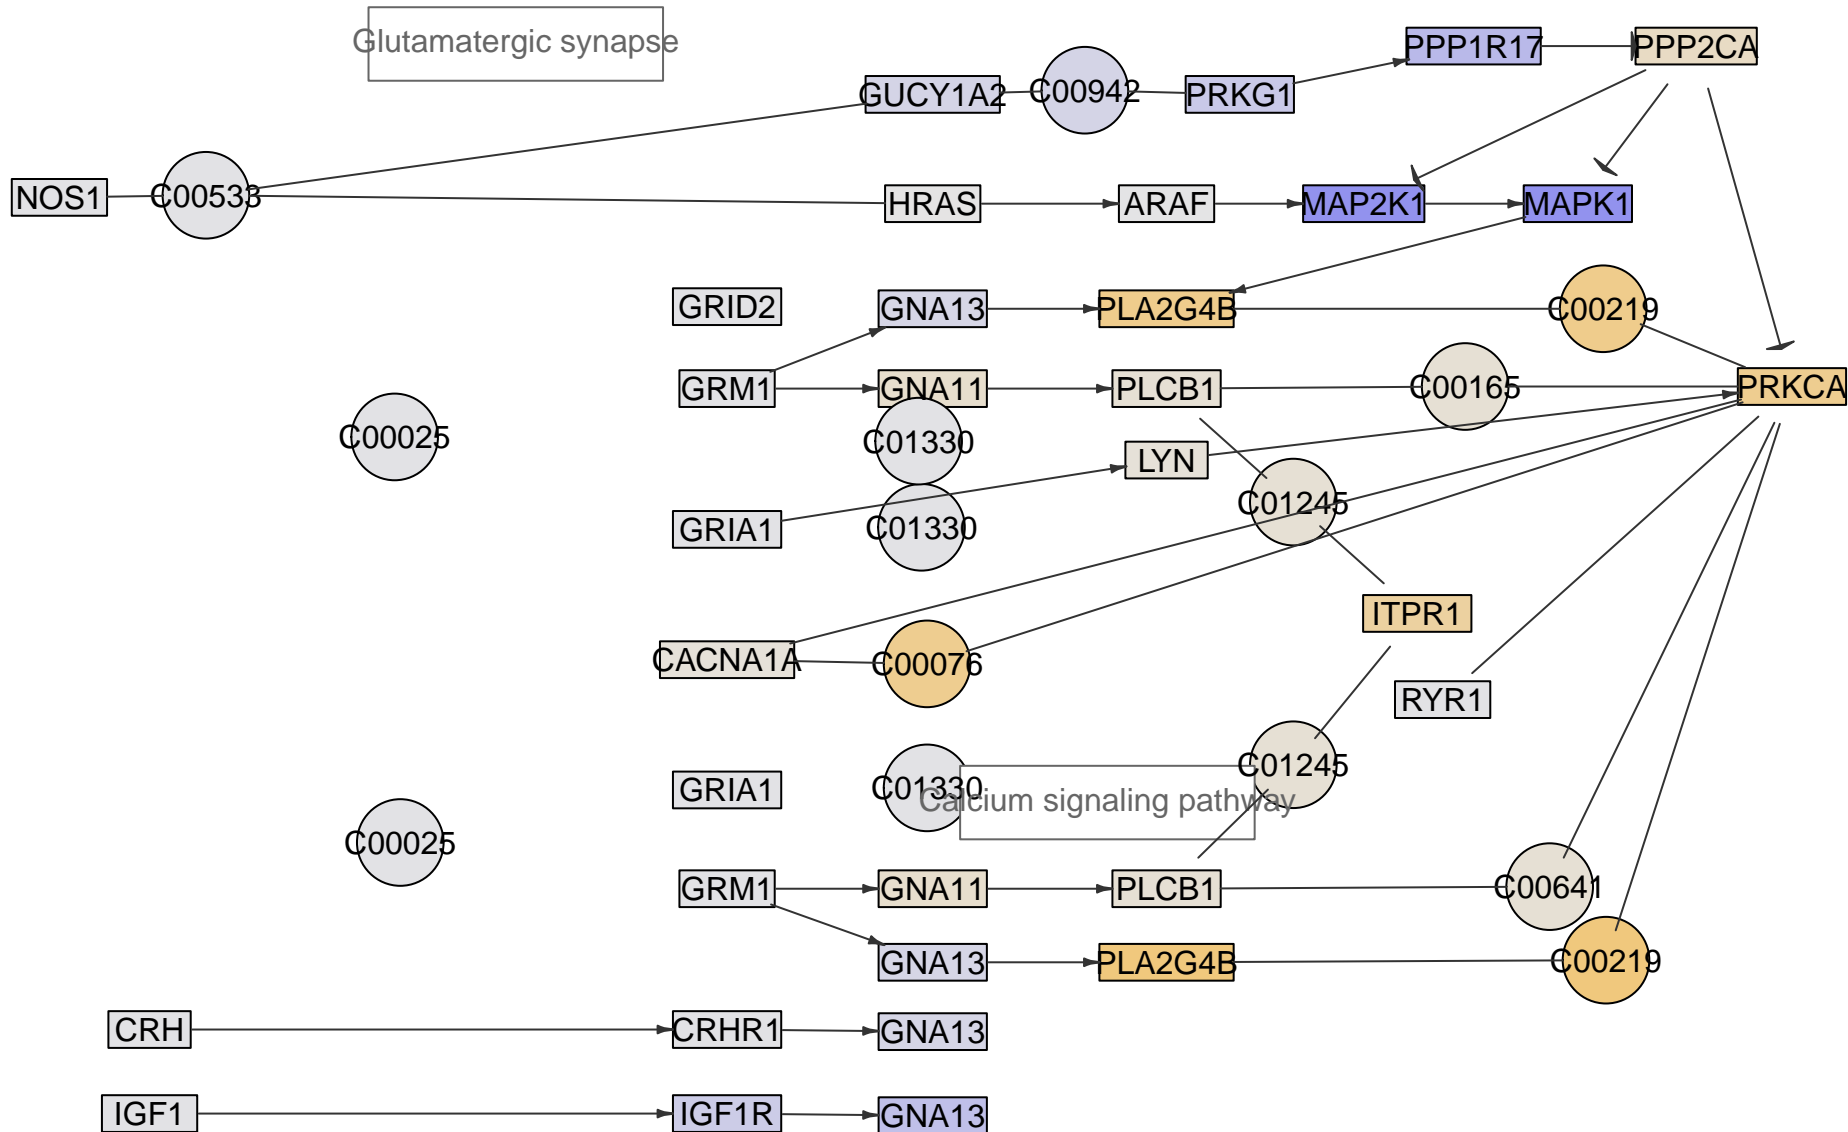 Glutamatergic synapse
PPP1R17
PPP2CA
GUCY1A2
C00942
PRKG1
NOS1
C00533
HRAS
ARAF
MAP2K1
MAPK1
GRID2
GNA13
PLA2G4B
C00219
GRM1
GNA11
PLCB1
C00165
PRKCA
C00025
C01330
LYN
GRIA1
C01330
C01245
ITPR1
CACNA1A
C00076
RYR1
C01245
GRIA1
C01330
Calcium signaling pathway
C00025
GRM1
GNA11
PLCB1
C00641
GNA13
PLA2G4B
C00219
CRH
CRHR1
GNA13
IGF1
IGF1R
GNA13